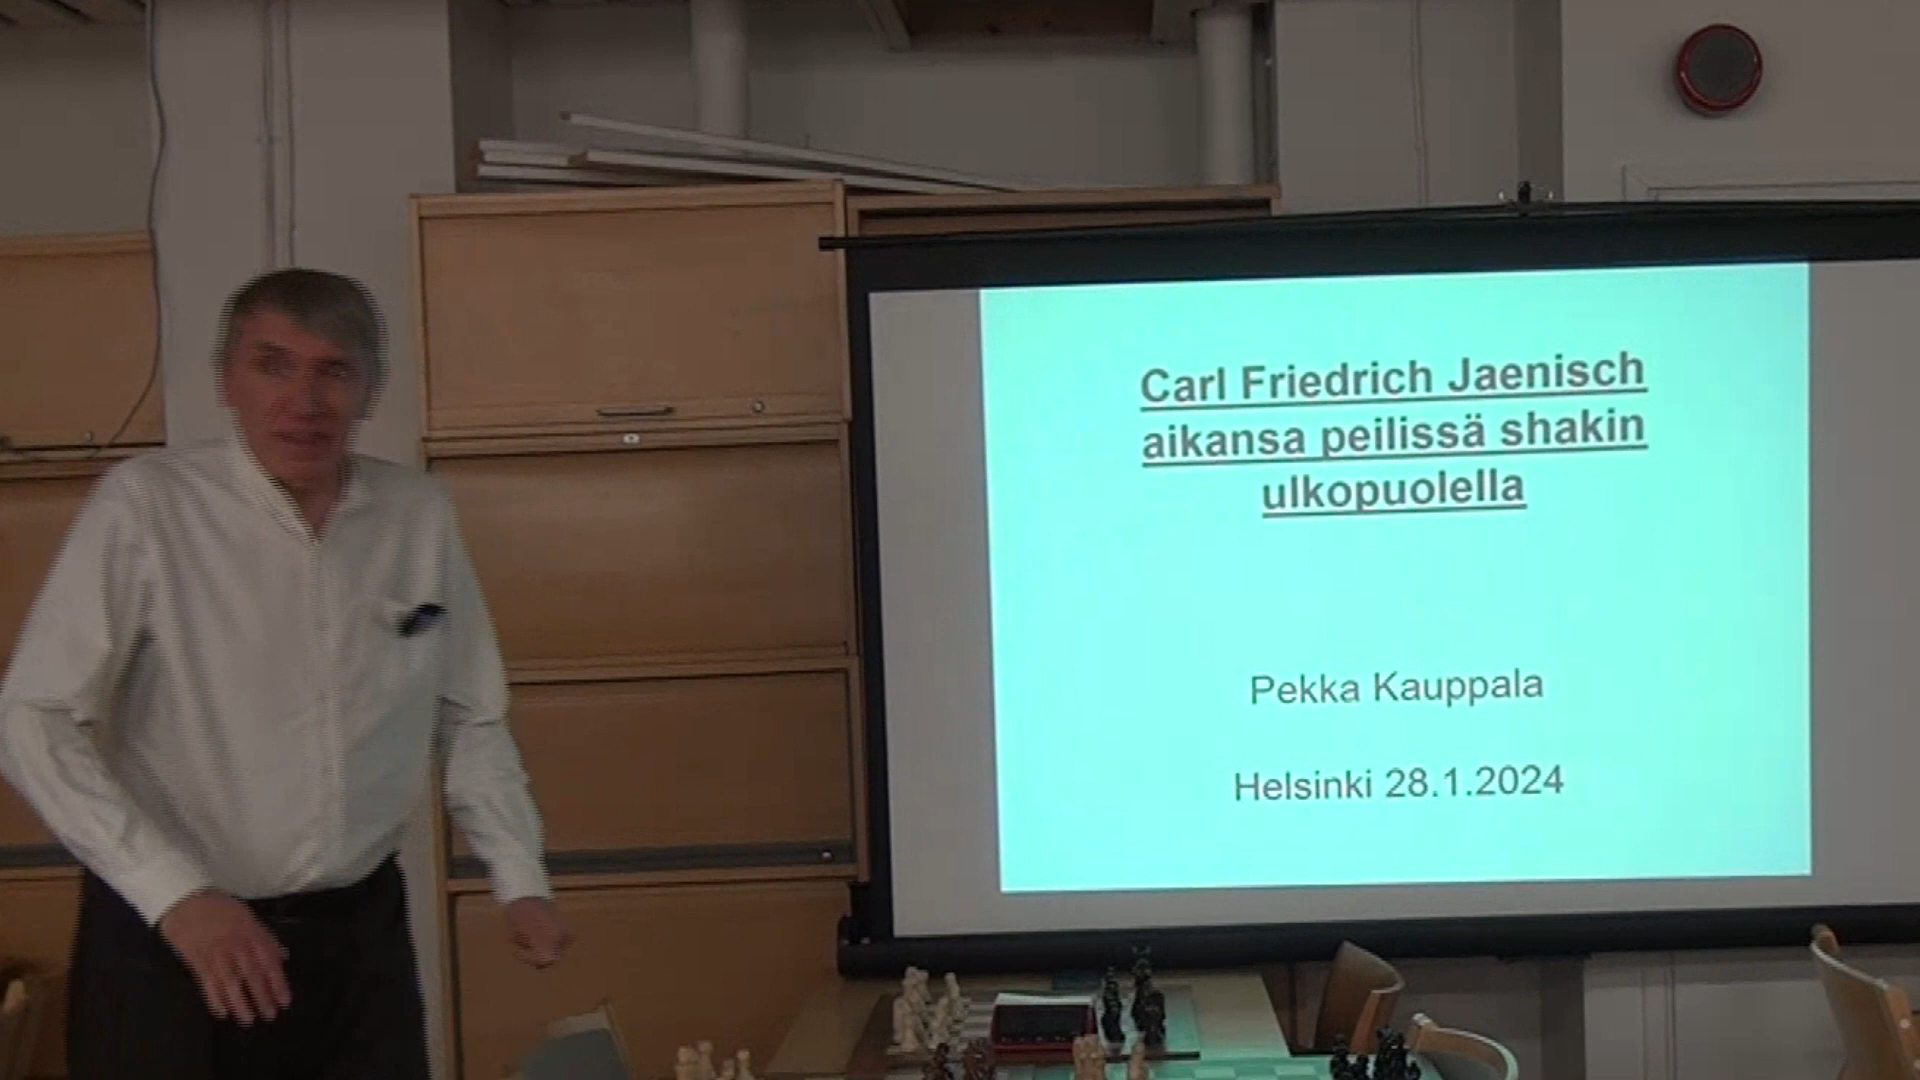 Carl Friedrich Jaenisch
aikansa peilissä shakin
ulkopuolella
Pekka Kauppala
Helsinki 28.1.2024